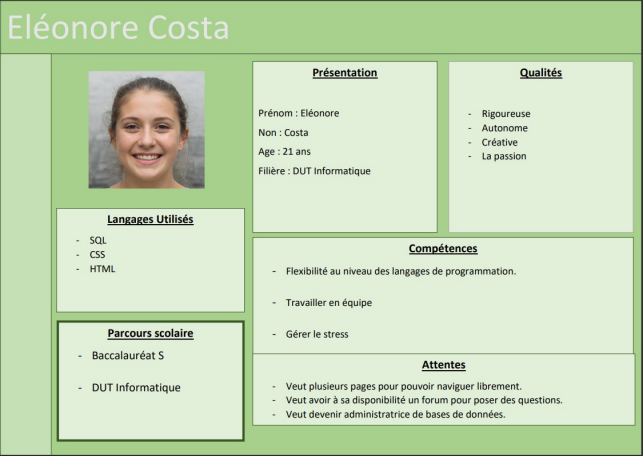 Eléonore Costa
Présentation
Prénom : Eléonore
Non : Costa
Age : 21 ans
Filière : DUT Informatique
Qualités
- Rigoureuse
- Autonome
- Créative
- La passion
Langages Utilisés
- SQL
- CSS
- HTML
Compétences
- Flexibilité au niveau des langages de programmation.
- Travailler en équipe
- Gérer le stress
Parcours scolaire
- Baccalauréat S
- DUT Informatique
Attentes
- Veut plusieurs pages pour pouvoir naviguer librement.
- Veut avoir à sa disponibilité un forum pour poser des questions.
- Veut devenir administratrice de bases de données.